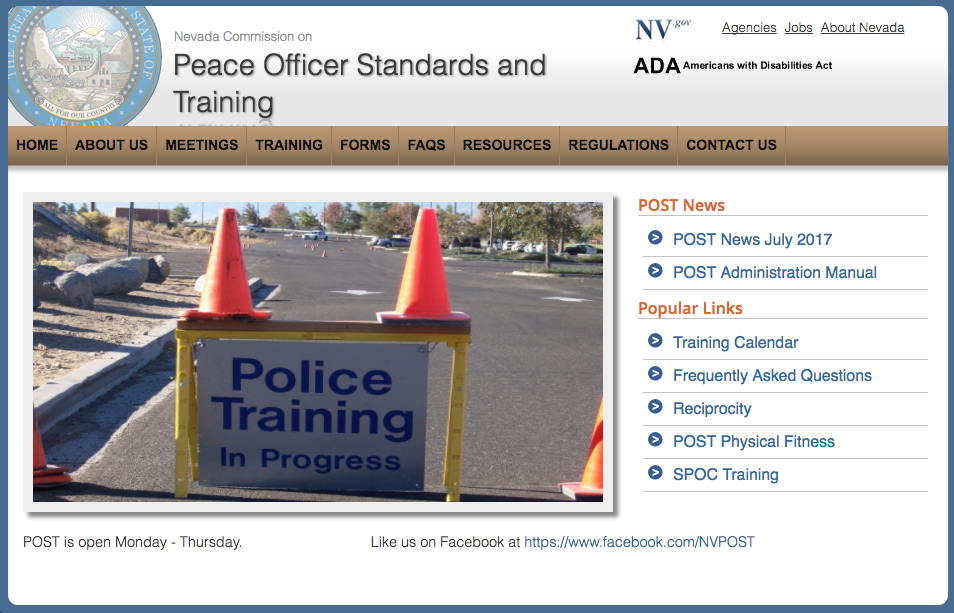 THE GREAT SEAL OF THE STATE OF NEVADA
ALL FOR OUR COUNTRY
Nevada Commission on
Peace Officer Standards and
Training
NV.gov
Agencies Jobs About Nevada
ADA Americans with Disabilities Act
HOME ABOUT US MEETINGS TRAINING FORMS FAQS RESOURCES REGULATIONS CONTACT US
Police
Training
In Progress
POST News
POST News July 2017
POST Administration Manual
Popular Links
Training Calendar
Frequently Asked Questions
Reciprocity
POST Physical Fitness
SPOC Training
POST is open Monday - Thursday.
Like us on Facebook at https://www.facebook.com/NVPOST